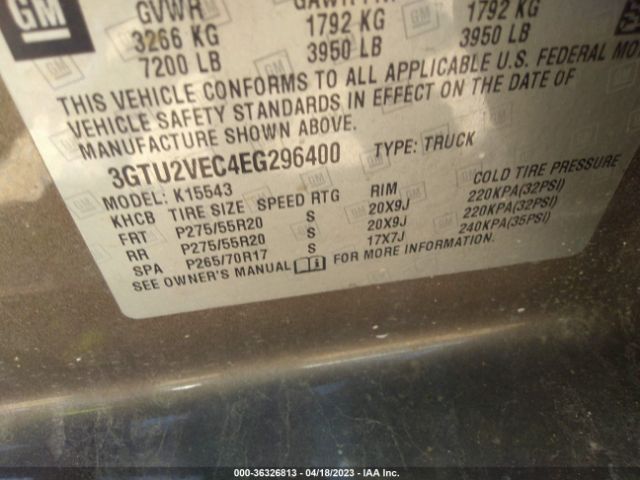 GM
GVWR GAWR FRT
3266 KG 1792 KG 1792 KG
7200 LB 3950 LB 3950 LB
THIS VEHICLE CONFORMS TO ALL APPLICABLE U.S. FEDERAL MOT
VEHICLE SAFETY STANDARDS IN EFFECT ON THE DATE OF
MANUFACTURE SHOWN ABOVE.
3GTU2VEC4EG296400 TYPE: TRUCK
MODEL: K15543
KHCB TIRE SIZE SPEED RTG RIM COLD TIRE PRESSURE
FRT P275/55R20 S 20X9J 220KPA(32PSI)
RR P275/55R20 S 20X9J 220KPA(32PSI)
SPA P265/70R17 S 17X7J 240KPA(35PSI)
SEE OWNER'S MANUAL FOR MORE INFORMATION.
000-36326813 - 04/18/2023 - IAA Inc.